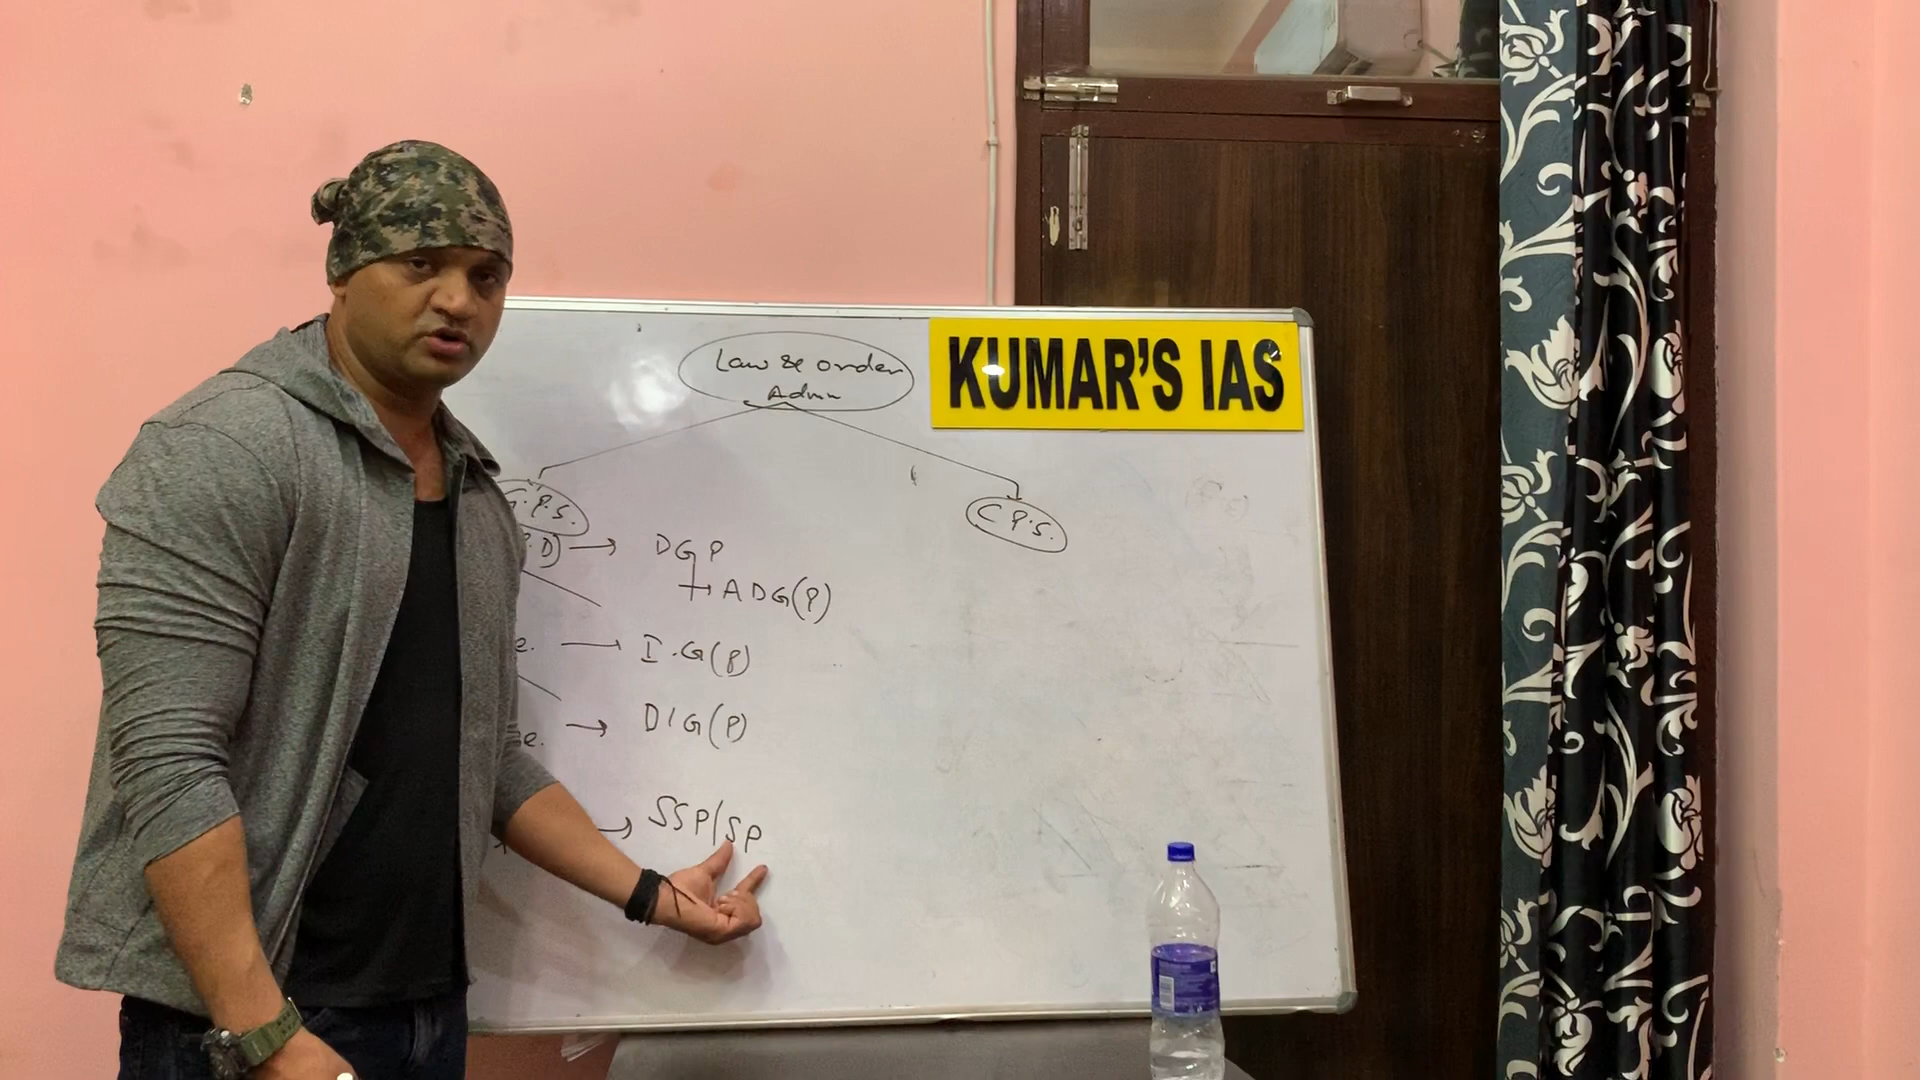 Law & order
Admn
KUMAR'S IAS
G.P.S.
C P.S.
P.D) → DGP
→ ADG(P)
e. → I.G(P)
e. → DIG(P)
→ SSP/SP